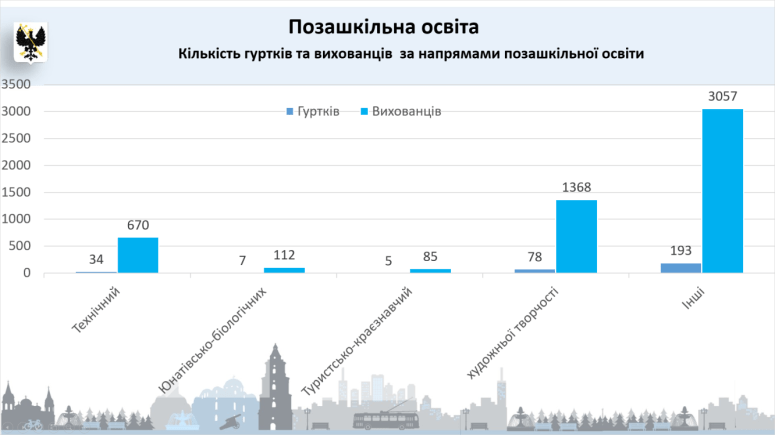 Позашкільна освіта
Кількість гуртків та вихованців за напрямами позашкільної освіти
3500
3000
2500
2000
1500
1000
500
0
Гуртків
Вихованців
34
670
7
112
5
85
78
1368
193
3057
Технічний
Юнатівсько-біологічних
Туристсько-краєзнавчий
художньої творчості
Інші